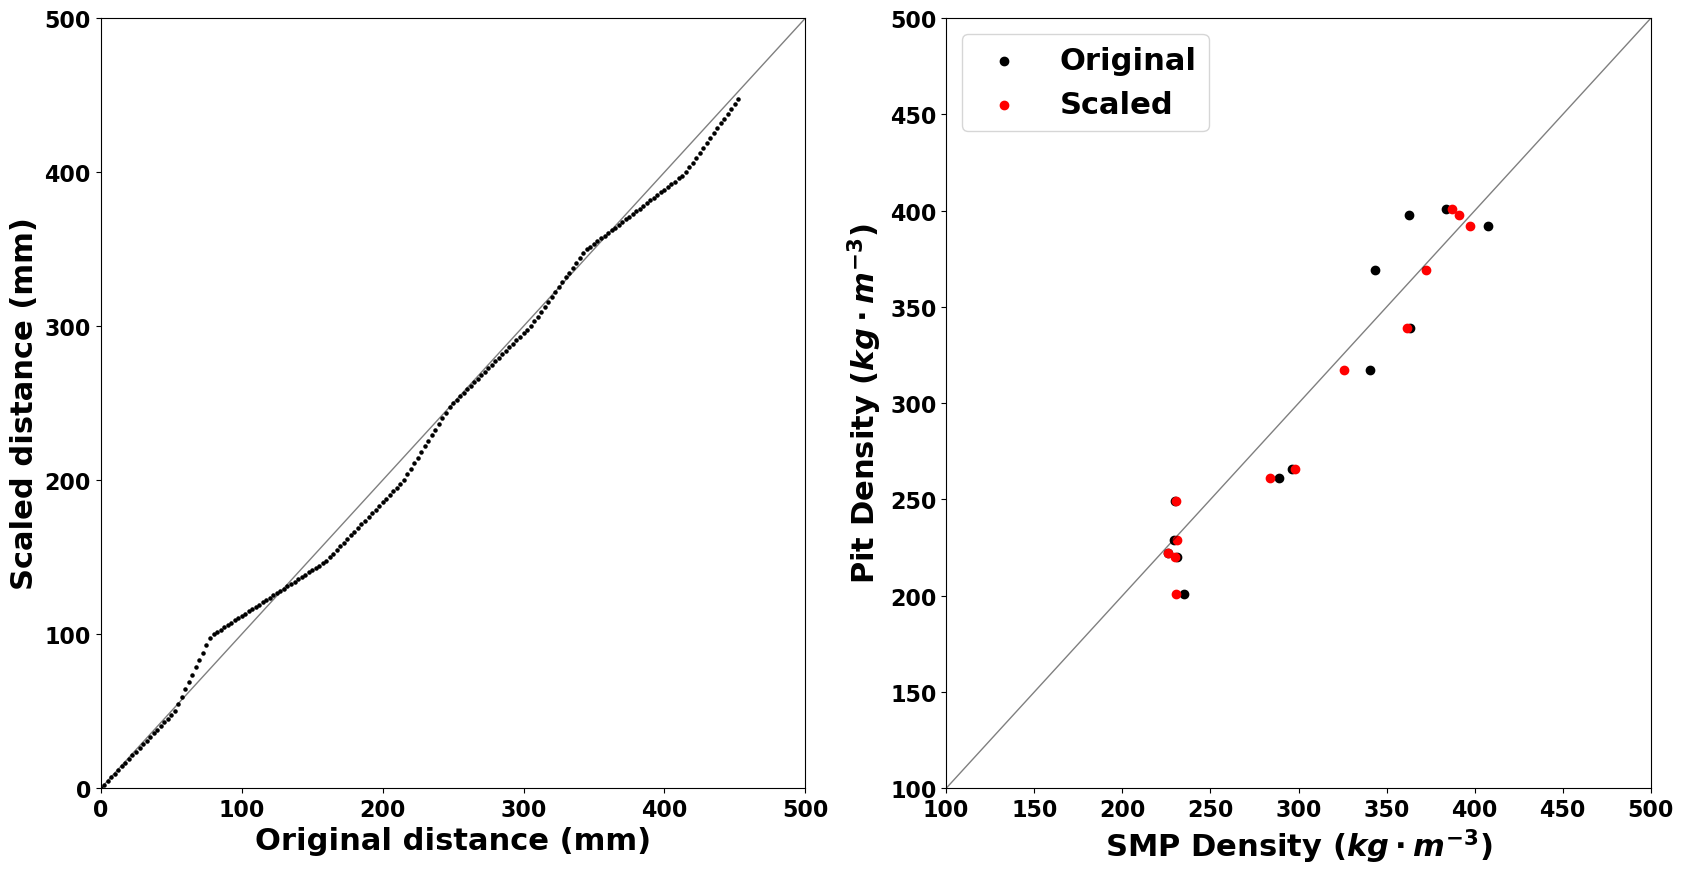 500
400
300
200
100
0
0 100 200 300 400 500
Scaled distance (mm)
Original distance (mm)
Original
Scaled
500
450
400
350
300
250
200
150
100
100 150 200 250 300 350 400 450 500
Pit Density (kg · m⁻³)
SMP Density (kg · m⁻³)